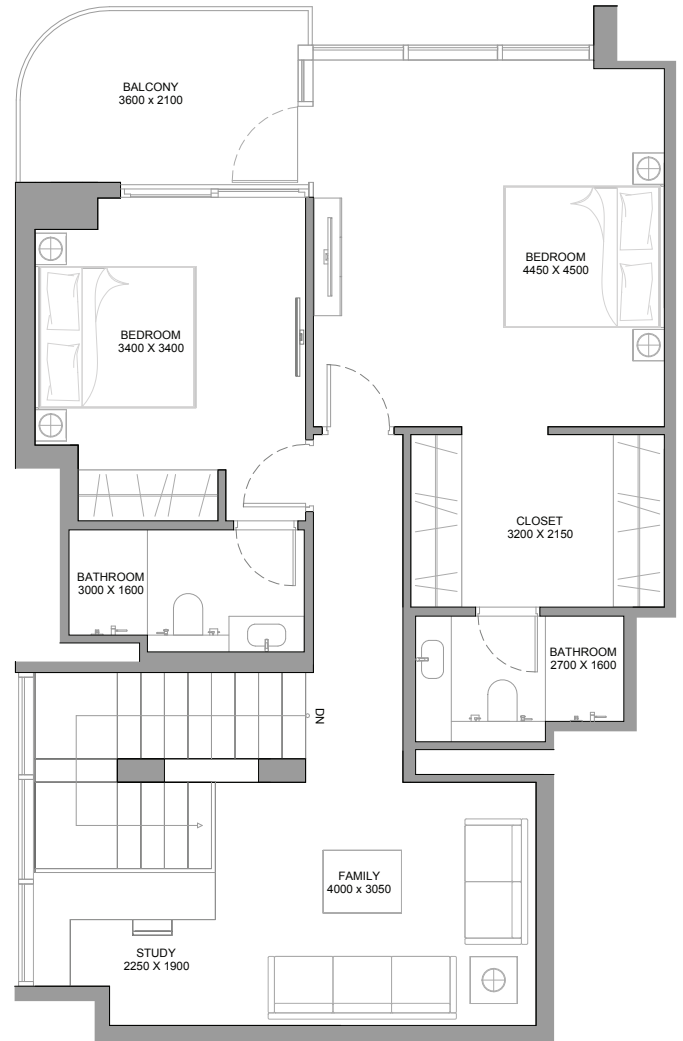 BALCONY
3600 x 2100
BEDROOM
4450 X 4500
BEDROOM
3400 X 3400
CLOSET
3200 X 2150
BATHROOM
3000 X 1600
BATHROOM
2700 X 1600
DN
FAMILY
4000 x 3050
STUDY
2250 X 1900